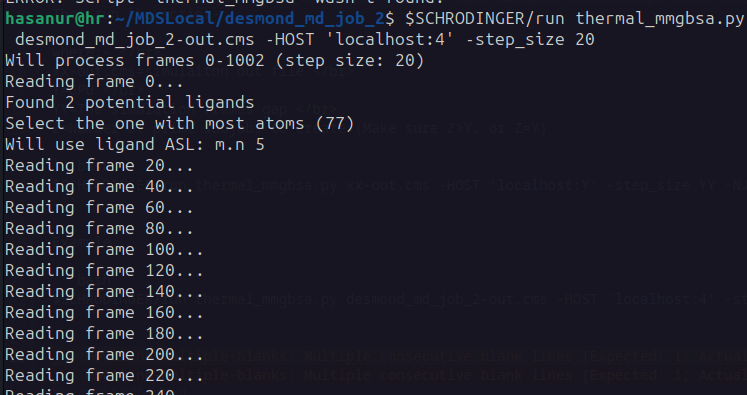 ERROR: script "thermal_mmgbsa" wasn't found.
hasanur@hr:~/MDSLocal/desmond_md_job_2$ $SCHRODINGER/run thermal_mmgbsa.py
desmond_md_job_2-out.cms -HOST 'localhost:4' -step_size 20
Will process frames 0-1002 (step size: 20)
Reading frame 0...
Found 2 potential ligands
Select the one with most atoms (77)
Will use ligand ASL: m.n 5
Reading frame 20...
Reading frame 40...
Reading frame 60...
Reading frame 80...
Reading frame 100...
Reading frame 120...
Reading frame 140...
Reading frame 160...
Reading frame 180...
Reading frame 200...
Reading frame 220...
Reading frame 240...